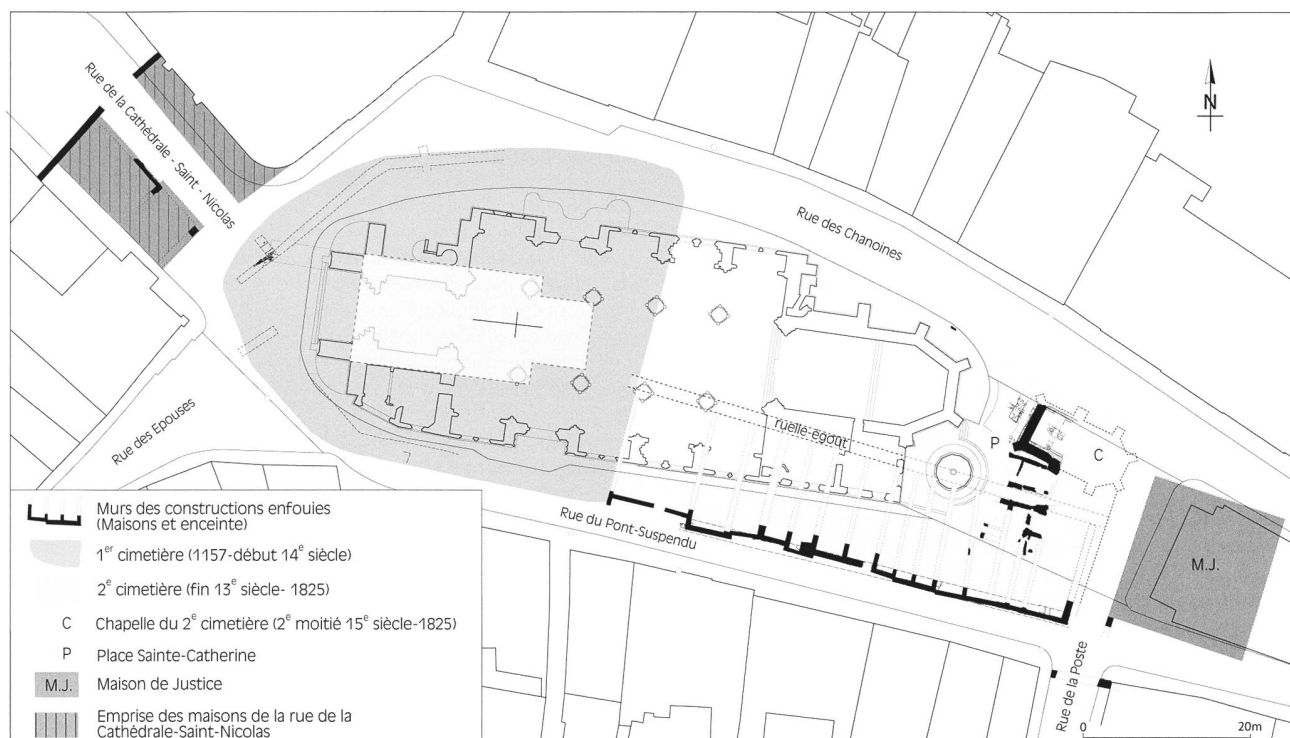 Rue de la Cathédrale - Saint - Nicolas
N
Rue des Chanoines
Rue des Epouses
ruelle-égout
P
C
Rue du Pont-Suspendu
M.J.
Rue de la Poste
Murs des constructions enfouies
(Maisons et enceinte)
1er cimetière (1157-début 14e siècle)
2e cimetière (fin 13e siècle- 1825)
C Chapelle du 2e cimetière (2e moitié 15e siècle-1825)
P Place Sainte-Catherine
M.J. Maison de Justice
Emprise des maisons de la rue de la
Cathédrale-Saint-Nicolas
0 20m